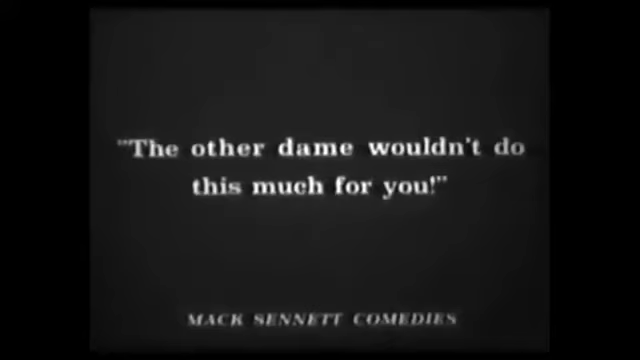 "The other dame wouldn't do
this much for you!"
MACK SENNETT COMEDIES